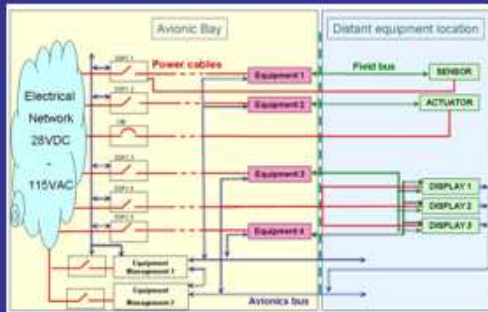 Avionic Bay
Distant equipment location
Power cables
Field bus
Electrical
Network
28VDC
-
115VAC
Equipment 1
Equipment 2
Equipment 3
Equipment 4
SENSOR
ACTUATOR
DISPLAY 1
DISPLAY 2
DISPLAY 3
Equipment
Management 1
Equipment
Management 2
Avionics bus